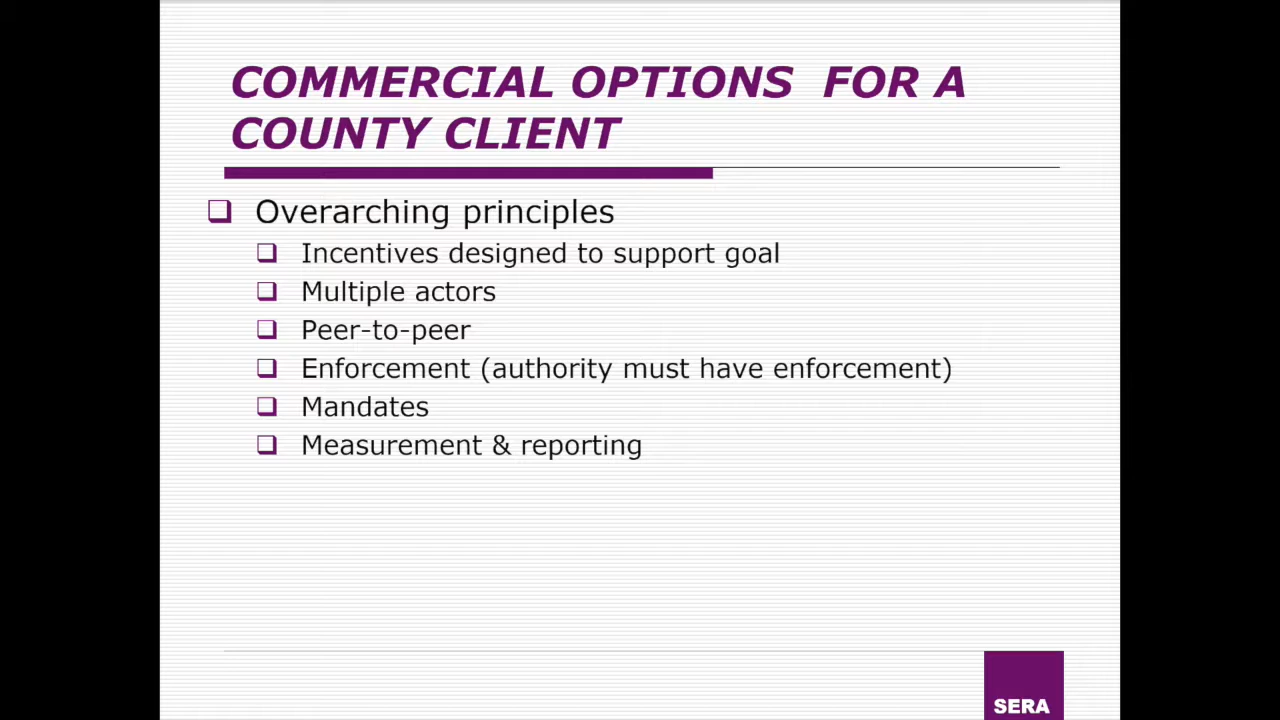 COMMERCIAL OPTIONS FOR A
COUNTY CLIENT
Overarching principles
Incentives designed to support goal
Multiple actors
Peer-to-peer
Enforcement (authority must have enforcement)
Mandates
Measurement & reporting
SERA